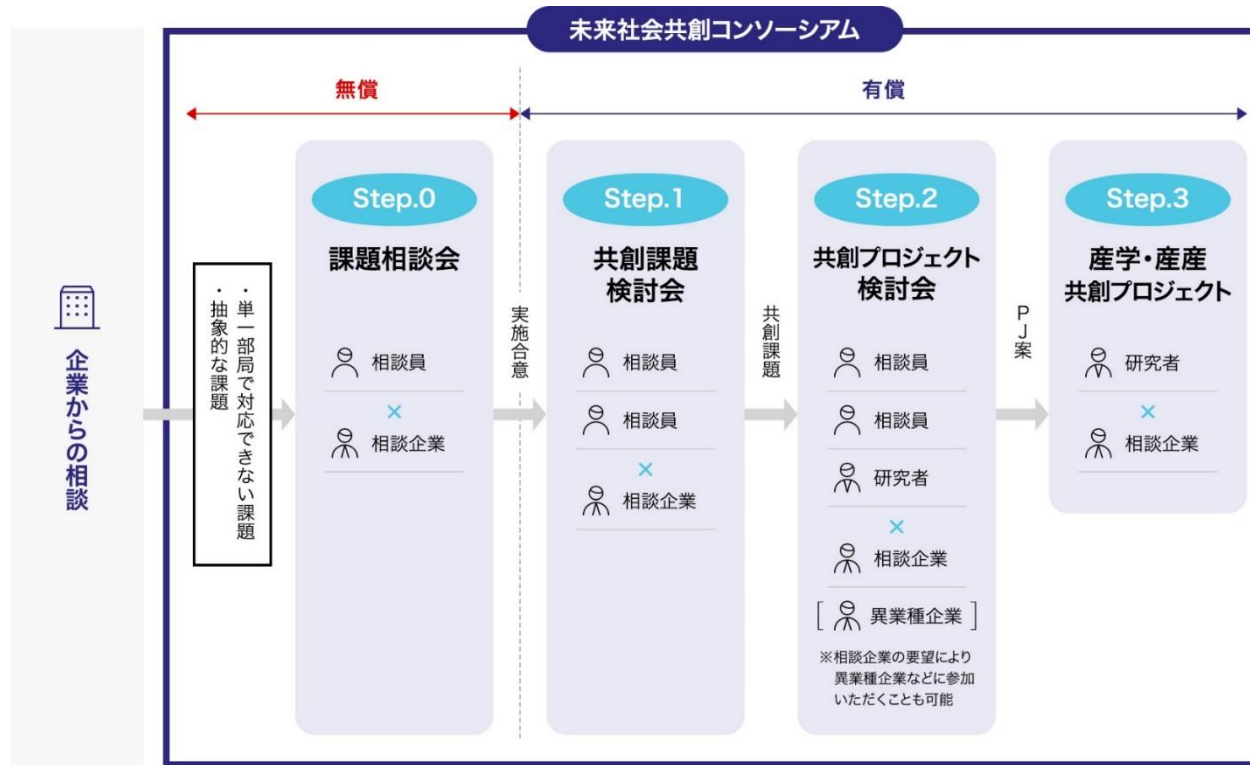 未来社会共創コンソーシアム
無償
有償
企業からの相談
・単一部局で対応できない課題
・抽象的な課題
Step.0
課題相談会
相談員
×
相談企業
実施合意
Step.1
共創課題
検討会
相談員
相談員
×
相談企業
共創課題
Step.2
共創プロジェクト
検討会
相談員
相談員
研究者
×
相談企業
[異業種企業]
※相談企業の要望により
異業種企業などに参加
いただくことも可能
PJ案
Step.3
産学・産産
共創プロジェクト
研究者
×
相談企業